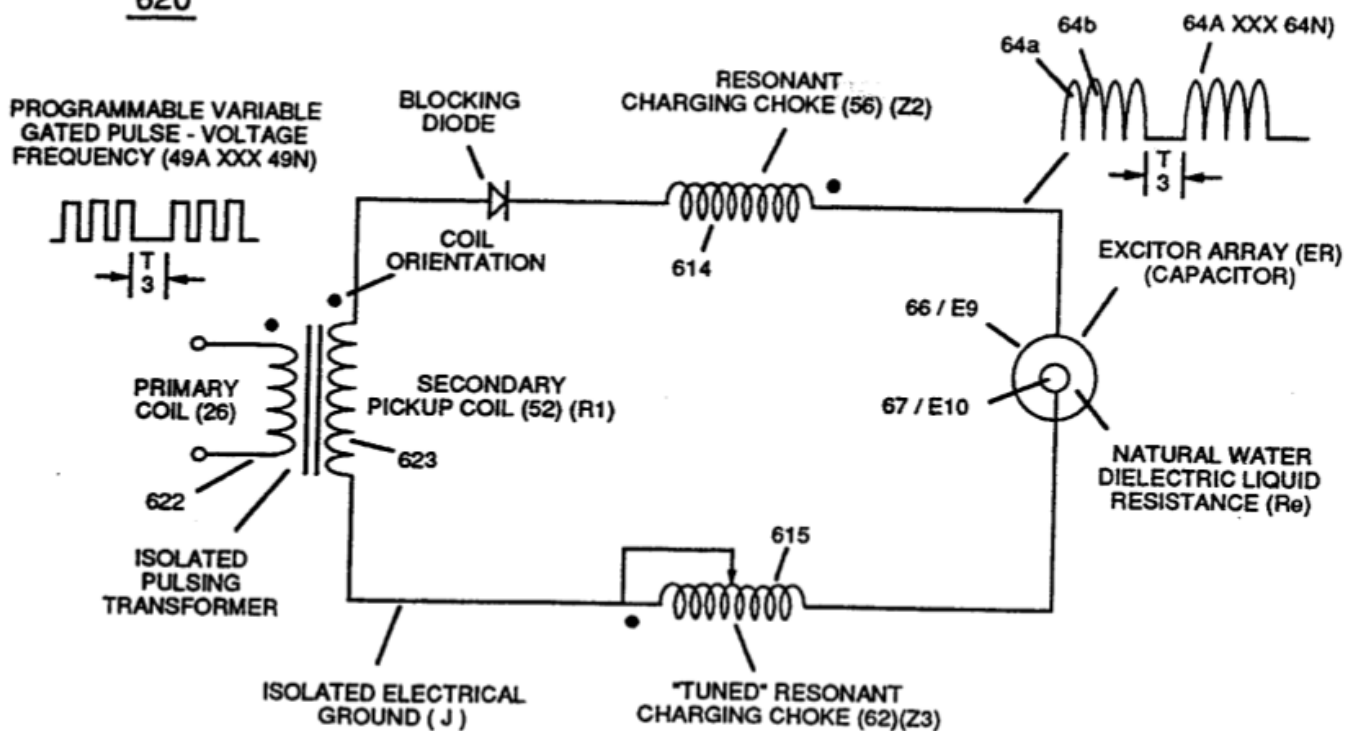 620
64a
64b
64A XXX 64N)
PROGRAMMABLE VARIABLE
GATED PULSE - VOLTAGE
FREQUENCY (49A XXX 49N)
BLOCKING
DIODE
RESONANT
CHARGING CHOKE (56) (Z2)
T
3
T
3
COIL
ORIENTATION
614
EXCITOR ARRAY (ER)
(CAPACITOR)
66 / E9
PRIMARY
COIL (26)
SECONDARY
PICKUP COIL (52) (R1)
67 / E10
622
623
NATURAL WATER
DIELECTRIC LIQUID
RESISTANCE (Re)
ISOLATED
PULSING
TRANSFORMER
615
ISOLATED ELECTRICAL
GROUND ( J )
"TUNED" RESONANT
CHARGING CHOKE (62)(Z3)